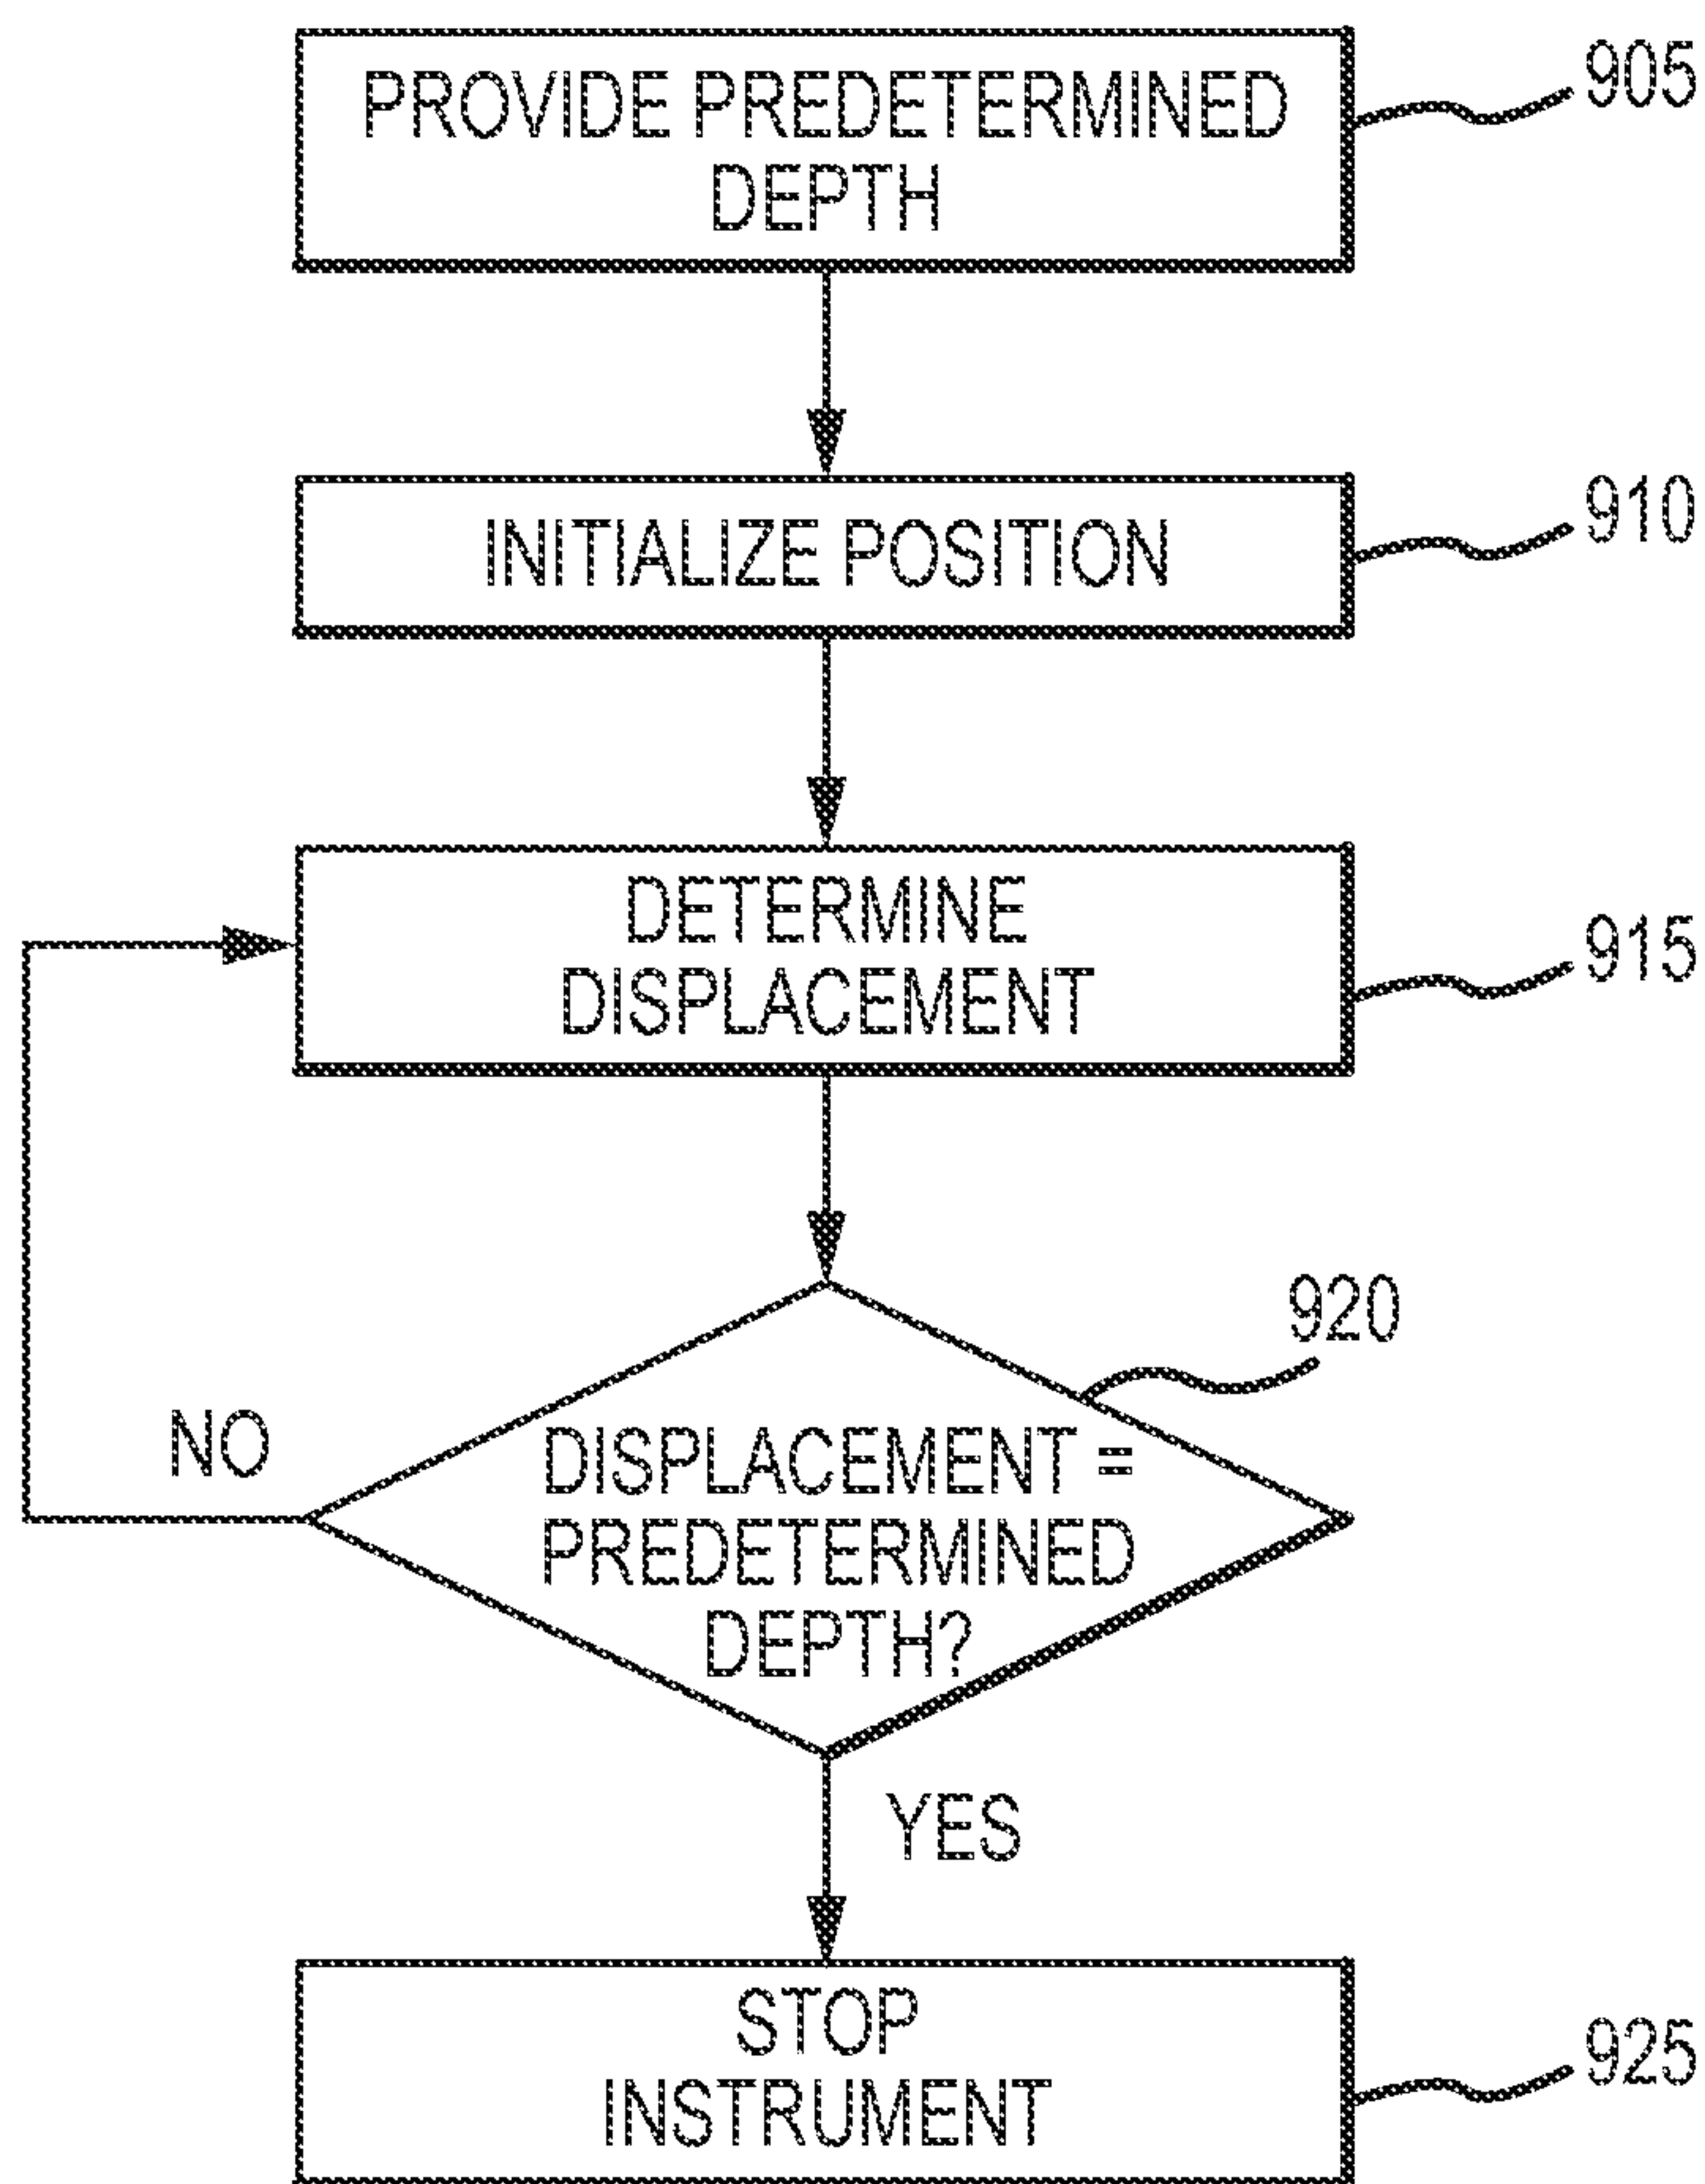 PROVIDE PREDETERMINED
DEPTH
905
INITIALIZE POSITION
910
DETERMINE
DISPLACEMENT
915
920
NO
DISPLACEMENT =
PREDETERMINED
DEPTH?
YES
STOP
INSTRUMENT
925